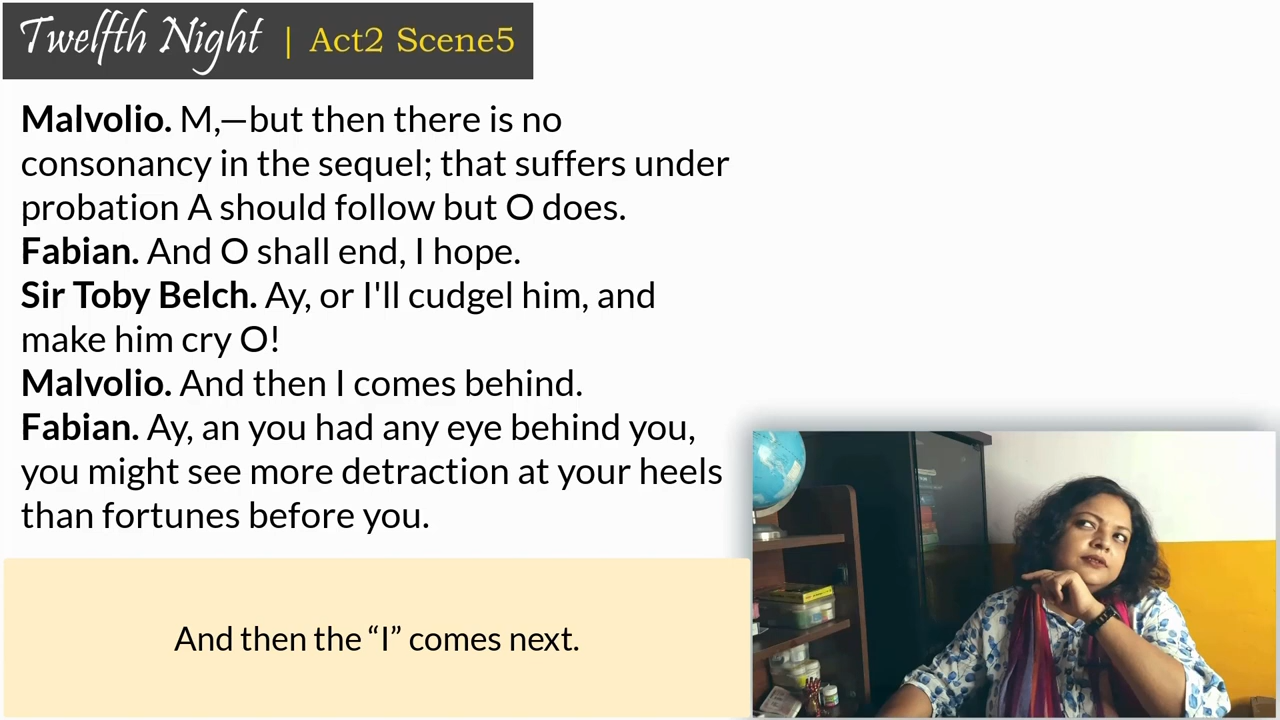 Twelfth Night | Act2 Scene5
Malvolio. M,—but then there is no
consonancy in the sequel; that suffers under
probation A should follow but O does.
Fabian. And O shall end, I hope.
Sir Toby Belch. Ay, or I'll cudgel him, and
make him cry O!
Malvolio. And then I comes behind.
Fabian. Ay, an you had any eye behind you,
you might see more detraction at your heels
than fortunes before you.
And then the “I” comes next.